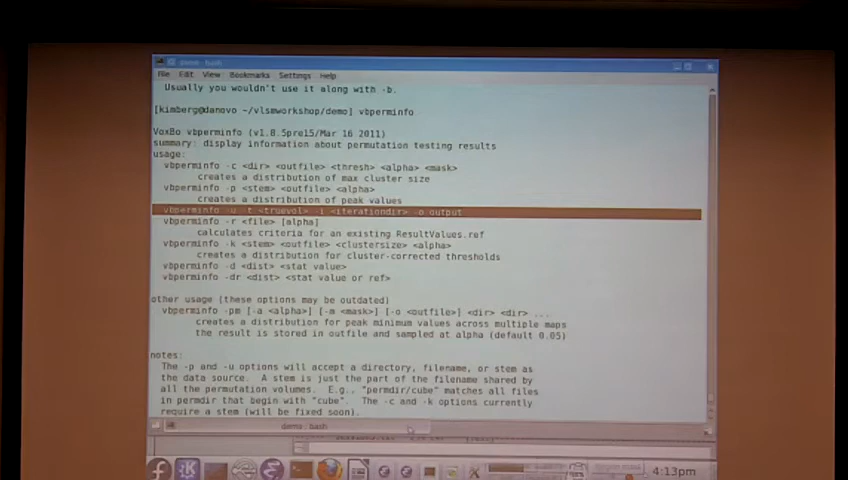 demo : bash
File Edit View Bookmarks Settings Help
Usually you wouldn't use it along with -b.
[kimberg@danovo ~/vlsmworkshop/demo] vbperminfo
VoxBo vbperminfo (v1.8.5pre15/Mar 16 2011)
summary: display information about permutation testing results
usage:
vbperminfo -c <dir> <outfile> <thresh> <alpha> <mask>
creates a distribution of max cluster size
vbperminfo -p <stem> <outfile> <alpha>
creates a distribution of peak values
vbperminfo -u -t <truevol> -i <iterationdir> -o output
vbperminfo -r <file> [alpha]
calculates criteria for an existing ResultValues.ref
vbperminfo -k <stem> <outfile> <clustersize> <alpha>
creates a distribution for cluster-corrected thresholds
vbperminfo -d <dist> <stat value>
vbperminfo -dr <dist> <stat value or ref>
other usage [these options may be outdated)
vbperminfo -pm [-a <alpha>] [-m <mask>] [-o <outfile>] <dir> <dir> ...
creates a distribution for peak minimum values across multiple maps
the result is stored in outfile and sampled at alpha (default 0.05)
notes:
The -p and -u options will accept a directory, filename, or stem as
the data source. A stem is just the part of the filename shared by
all the permutation volumes. E.g., "permdir/cube" matches all files
in permdir that begin with "cube". The -c and -k options currently
require a stem (will be fixed soon).
demo : bash
4:13pm